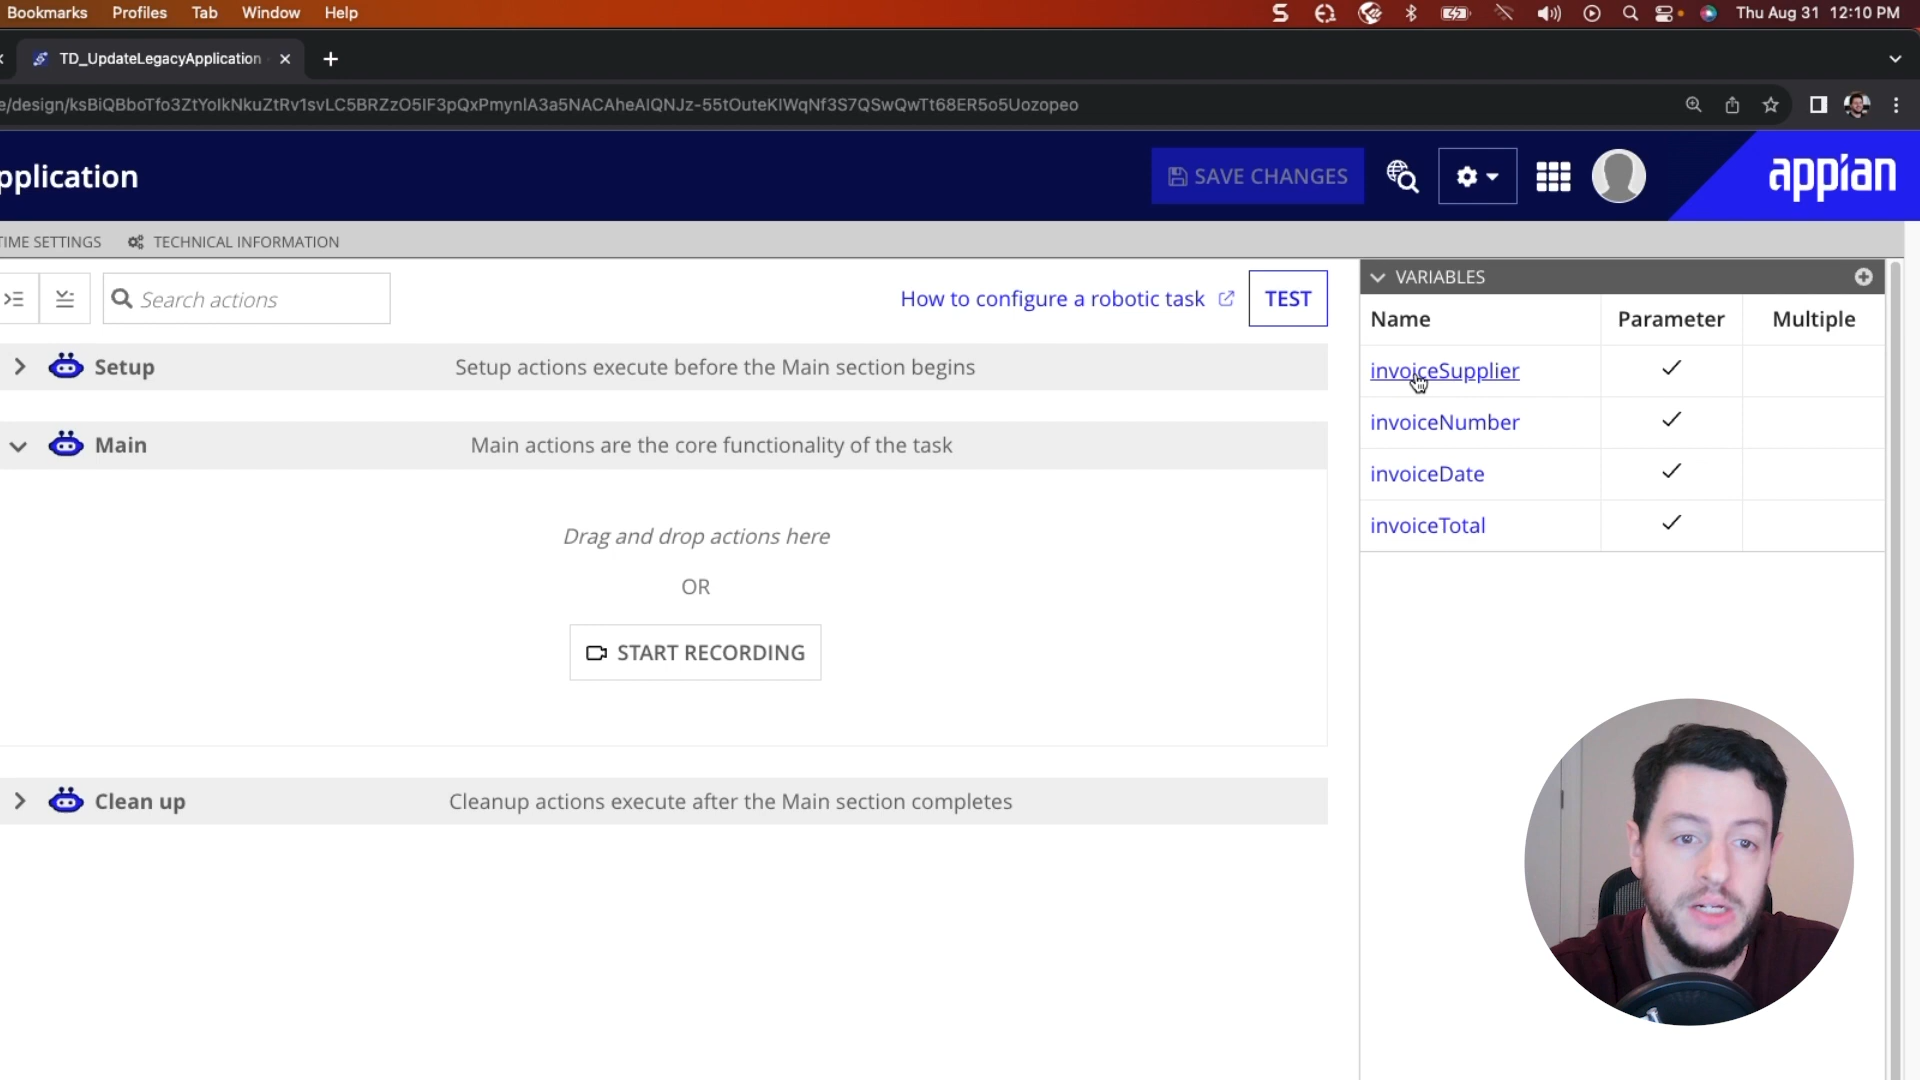 Bookmarks Profiles Tab Window Help Thu Aug 31 12:10 PM
TD_UpdateLegacyApplication
e/design/ksBiQBboTfo3ZtYoIkNkuZtRv1svLC5BRZzO5IF3pQxPmynIA3a5NACAheAIQNJz-55tOuteKIWqNf3S7QSwQwTt68ER5o5Uozopeo
pplication SAVE CHANGES appian
TIME SETTINGS TECHNICAL INFORMATION
Search actions How to configure a robotic task TEST
Setup Setup actions execute before the Main section begins
Main Main actions are the core functionality of the task
Drag and drop actions here
OR
START RECORDING
Clean up Cleanup actions execute after the Main section completes
VARIABLES
Name Parameter Multiple
invoiceSupplier
invoiceNumber
invoiceDate
invoiceTotal